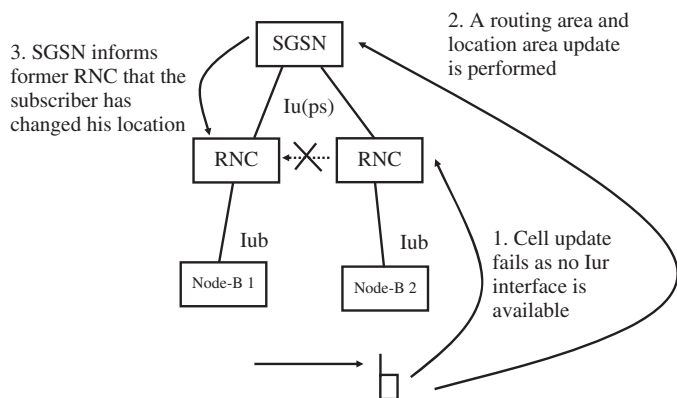 2. A routing area and
location area update
is performed
SGSN
3. SGSN informs
former RNC that the
subscriber has
changed his location
Iu(ps)
RNC
RNC
1. Cell update
fails as no Iur
interface is
available
Iub
Iub
Node-B 1
Node-B 2